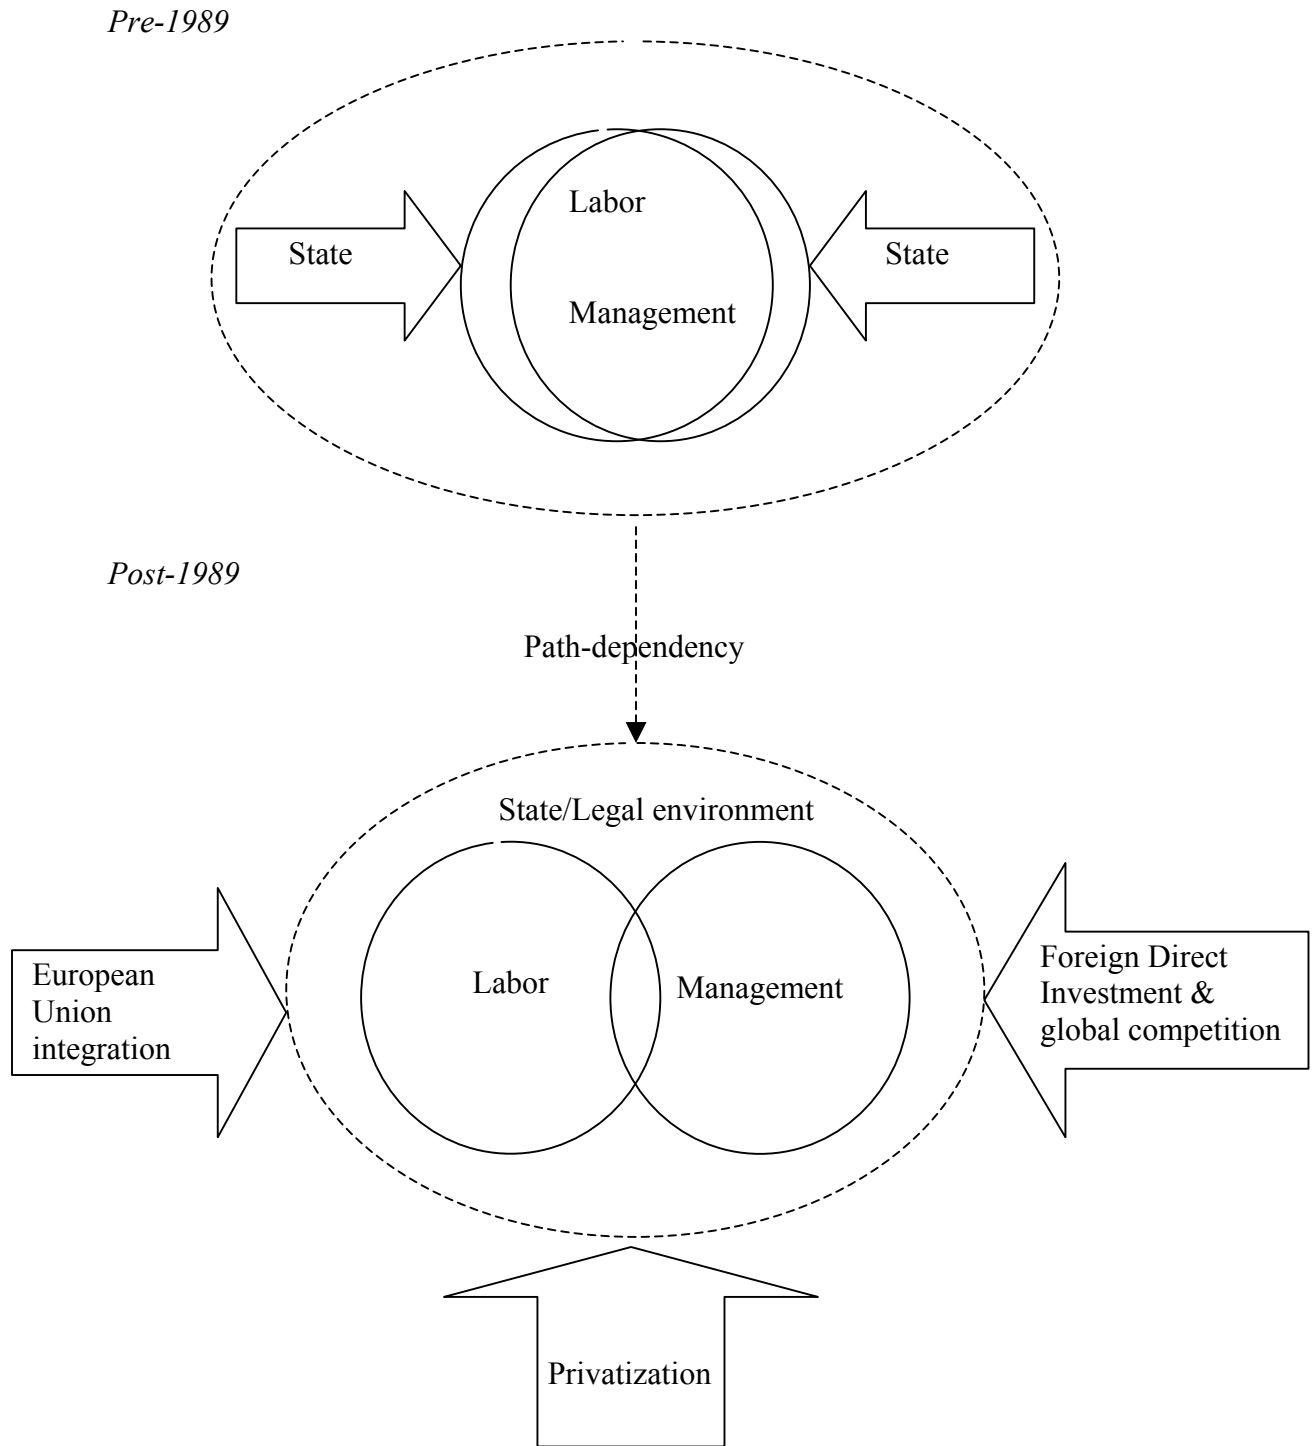 Pre-1989
Labor
State
State
Management
Post-1989
Path-dependency
State/Legal environment
European
Union
integration
Labor
Management
Foreign Direct
Investment &
global competition
Privatization